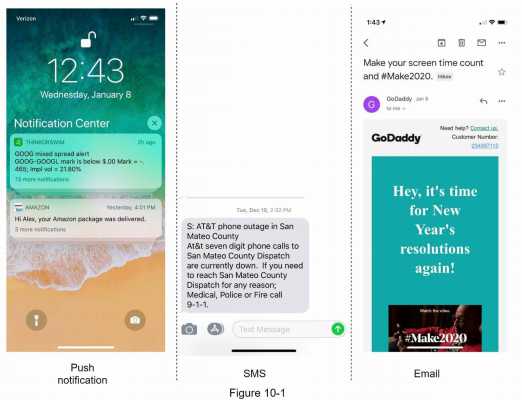 Verizon
12:43
Wednesday, January 8
Notification Center
THINKORSWIM
2h ago
GOOG mixed spread alert
GOOG-GOOGL mark is below $.00 Mark = -.
465; impl vol = 21.80%
73 more notifications
AMAZON
Yesterday, 4:01 PM
Hi Alex, your Amazon package was delivered.
3 more notifications
Push
notification
Tue, Dec 19, 2:02 PM
S: AT&T phone outage in San
Mateo County
At&t seven digit phone calls to
San Mateo County Dispatch
are currently down. If you need
to reach San Mateo County
Dispatch for any reason;
Medical, Police or Fire call
9-1-1.
Text Message
SMS
1:43
Make your screen time count
and #Make2020.
Inbox
G
GoDaddy Jan 8
to me
GoDaddy
Need help? Contact us.
Customer Number:
Hey, it's time
for New
Year's
resolutions
again!
Watch the video.
#Make2020
Email
Figure 10-1